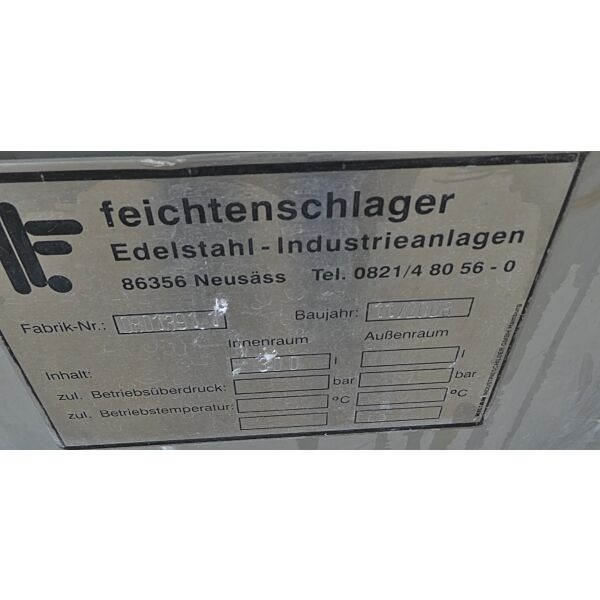 feichtenschlager
Edelstahl-Industrieanlagen
86356 Neusäss Tel. 0821/4 80 56-0
Fabrik-Nr.: Baujahr:
Innenraum Außenraum
Inhalt: 300 l l
zul. Betriebsüberdruck: bar bar
zul. Betriebstemperatur: °C °C